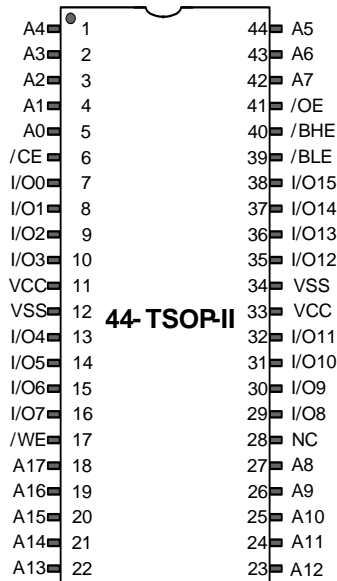 A4 1 44 A5
A3 2 43 A6
A2 3 42 A7
A1 4 41 /OE
A0 5 40 /BHE
/CE 6 39 /BLE
I/O0 7 38 I/O15
I/O1 8 37 I/O14
I/O2 9 36 I/O13
I/O3 10 35 I/O12
VCC 11 34 VSS
VSS 12 44-TSOP-II 33 VCC
I/O4 13 32 I/O11
I/O5 14 31 I/O10
I/O6 15 30 I/O9
I/O7 16 29 I/O8
/WE 17 28 NC
A17 18 27 A8
A16 19 26 A9
A15 20 25 A10
A14 21 24 A11
A13 22 23 A12